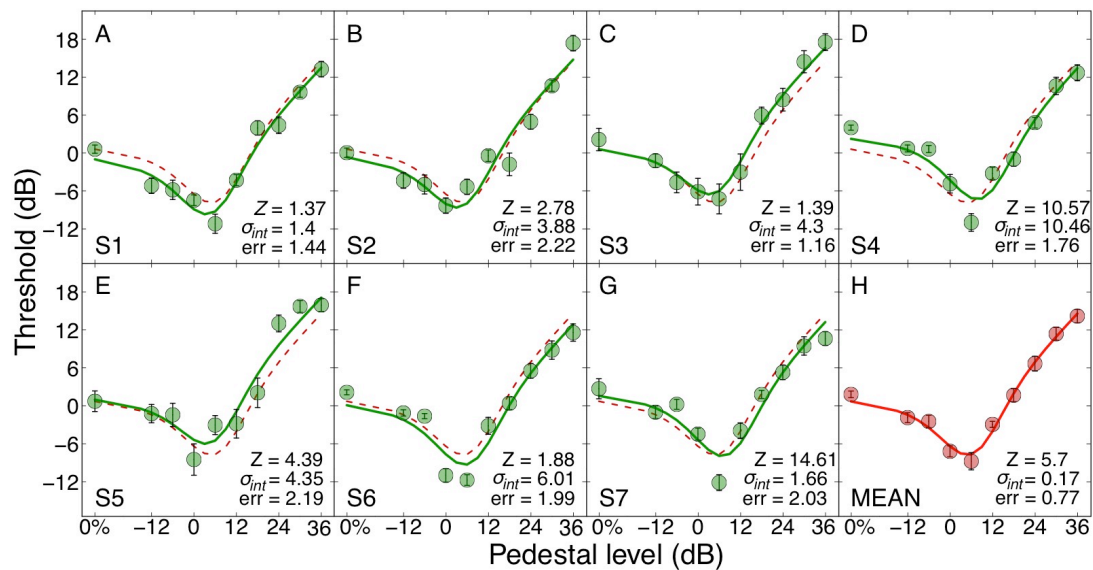 A
B
C
D
18
12
6
0
−6
−12
Z = 1.37
σint = 1.4
err = 1.44
S1
Z = 2.78
σint = 3.88
err = 2.22
S2
Z = 1.39
σint = 4.3
err = 1.16
S3
Z = 10.57
σint = 10.46
err = 1.76
S4
Threshold (dB)
E
F
G
H
18
12
6
0
−6
−12
Z = 4.39
σint = 4.35
err = 2.19
S5
Z = 1.88
σint = 6.01
err = 1.99
S6
Z = 14.61
σint = 1.66
err = 2.03
S7
Z = 5.7
σint = 0.17
err = 0.77
MEAN
0% −12 0 12 24 36
0% −12 0 12 24 36
0% −12 0 12 24 36
0% −12 0 12 24 36
Pedestal level (dB)